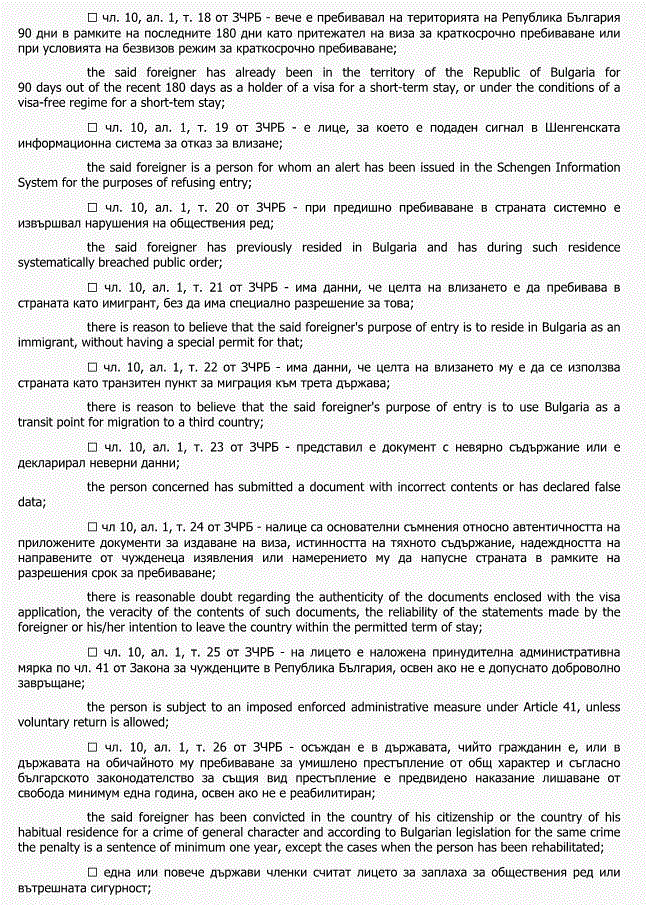 ☐ чл. 10, ал. 1, т. 18 от ЗЧРБ - вече е пребивавал на територията на Република България
90 дни в рамките на последните 180 дни като притежател на виза за краткосрочно пребиваване или
при условията на безвизов режим за краткосрочно пребиваване;
the said foreigner has already been in the territory of the Republic of Bulgaria for
90 days out of the recent 180 days as a holder of a visa for a short-term stay, or under the conditions of a
visa-free regime for a short-tem stay;
☐ чл. 10, ал. 1, т. 19 от ЗЧРБ - е лице, за което е подаден сигнал в Шенгенската
информационна система за отказ за влизане;
the said foreigner is a person for whom an alert has been issued in the Schengen Information
System for the purposes of refusing entry;
☐ чл. 10, ал. 1, т. 20 от ЗЧРБ - при предишно пребиваване в страната системно е
извършвал нарушения на обществения ред;
the said foreigner has previously resided in Bulgaria and has during such residence
systematically breached public order;
☐ чл. 10, ал. 1, т. 21 от ЗЧРБ - има данни, че целта на влизането е да пребивава в
страната като имигрант, без да има специално разрешение за това;
there is reason to believe that the said foreigner's purpose of entry is to reside in Bulgaria as an
immigrant, without having a special permit for that;
☐ чл. 10, ал. 1, т. 22 от ЗЧРБ - има данни, че целта на влизането му е да се използва
страната като транзитен пункт за миграция към трета държава;
there is reason to believe that the said foreigner's purpose of entry is to use Bulgaria as a
transit point for migration to a third country;
☐ чл. 10, ал. 1, т. 23 от ЗЧРБ - представил е документ с невярно съдържание или е
декларирал неверни данни;
the person concerned has submitted a document with incorrect contents or has declared false
data;
☐ чл 10, ал. 1, т. 24 от ЗЧРБ - налице са основателни съмнения относно автентичността на
приложените документи за издаване на виза, истинността на тяхното съдържание, надеждността на
направените от чужденеца изявления или намерението му да напусне страната в рамките на
разрешения срок за пребиваване;
there is reasonable doubt regarding the authenticity of the documents enclosed with the visa
application, the veracity of the contents of such documents, the reliability of the statements made by the
foreigner or his/her intention to leave the country within the permitted term of stay;
☐ чл. 10, ал. 1, т. 25 от ЗЧРБ - на лицето е наложена принудителна административна
мярка по чл. 41 от Закона за чужденците в Република България, освен ако не е допуснато доброволно
завръщане;
the person is subject to an imposed enforced administrative measure under Article 41, unless
voluntary return is allowed;
☐ чл. 10, ал. 1, т. 26 от ЗЧРБ - осъждан е в държавата, чийто гражданин е, или в
държавата на обичайното му пребиваване за умишлено престъпление от общ характер и съгласно
българското законодателство за същия вид престъпление е предвидено наказание лишаване от
свобода минимум една година, освен ако не е реабилитиран;
the said foreigner has been convicted in the country of his citizenship or the country of his
habitual residence for a crime of general character and according to Bulgarian legislation for the same crime
the penalty is a sentence of minimum one year, except the cases when the person has been rehabilitated;
☐ една или повече държави членки считат лицето за заплаха за обществения ред или
вътрешната сигурност;